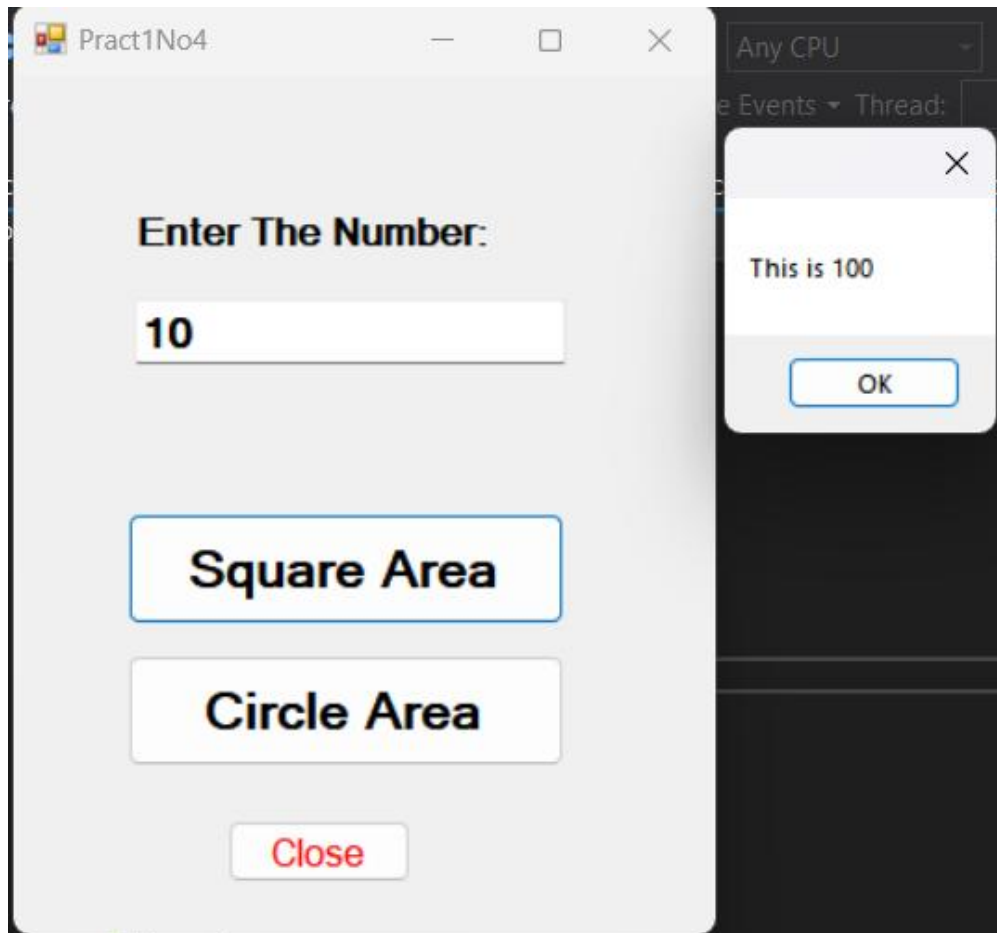 Pract1No4
Any CPU
e Events
Thread:
Enter The Number:
10
This is 100
OK
Square Area
Circle Area
Close